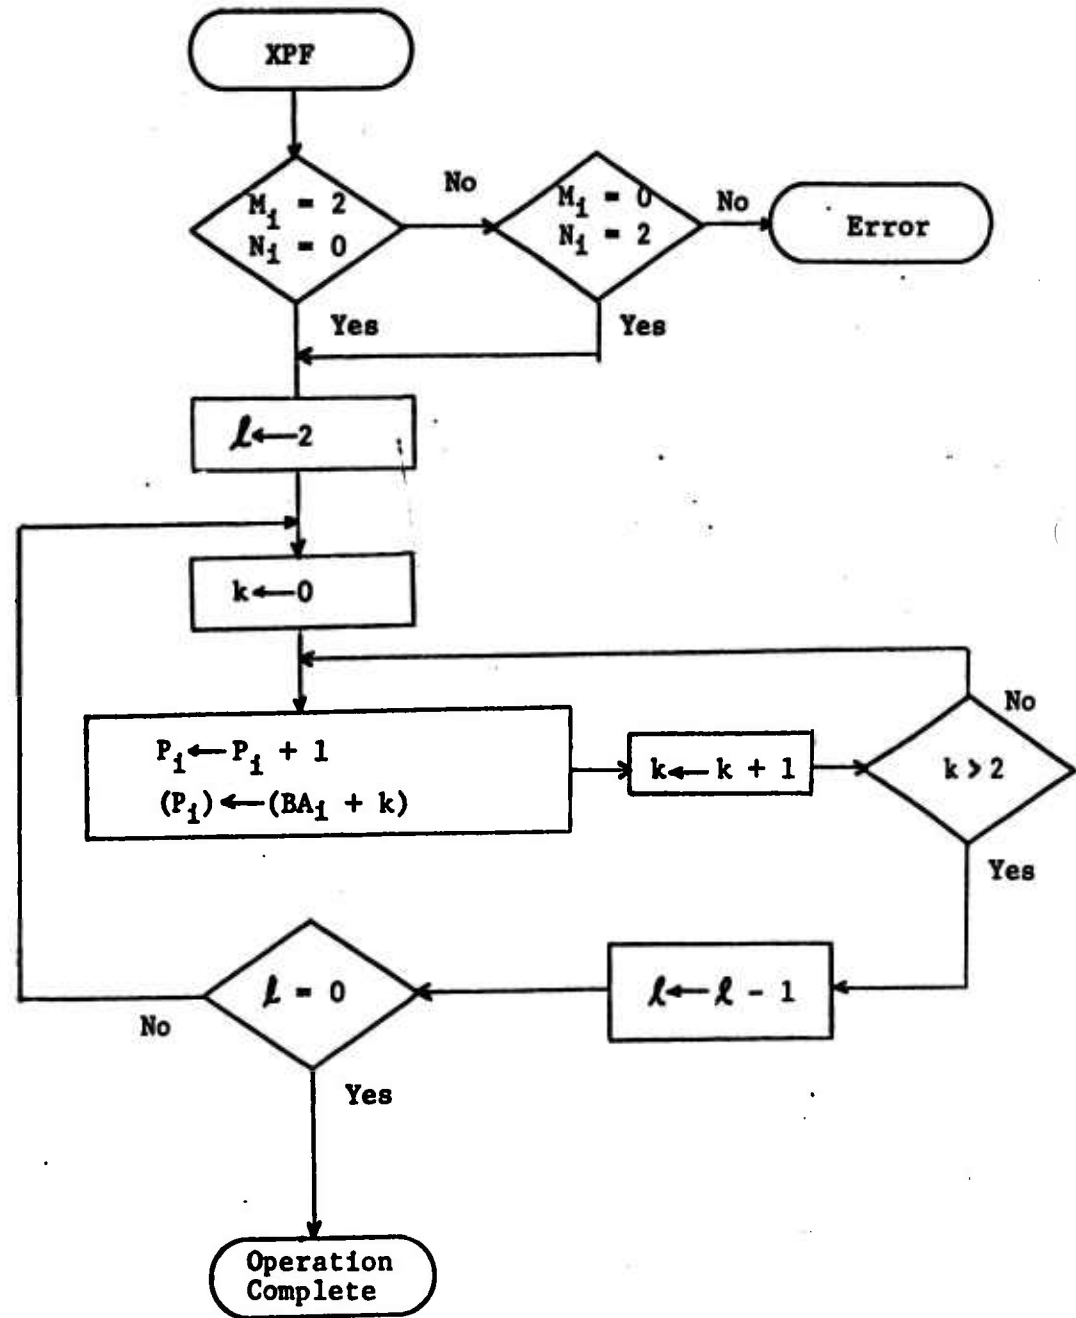 XPF
M_i = 2
N_i = 0
No
M_i = 0
N_i = 2
No
Error
Yes
Yes
ℓ←2
k←0
P_i←P_i + 1
(P_i)←(BA_i + k)
k←k + 1
k > 2
No
Yes
ℓ←ℓ - 1
ℓ = 0
No
Yes
Operation
Complete